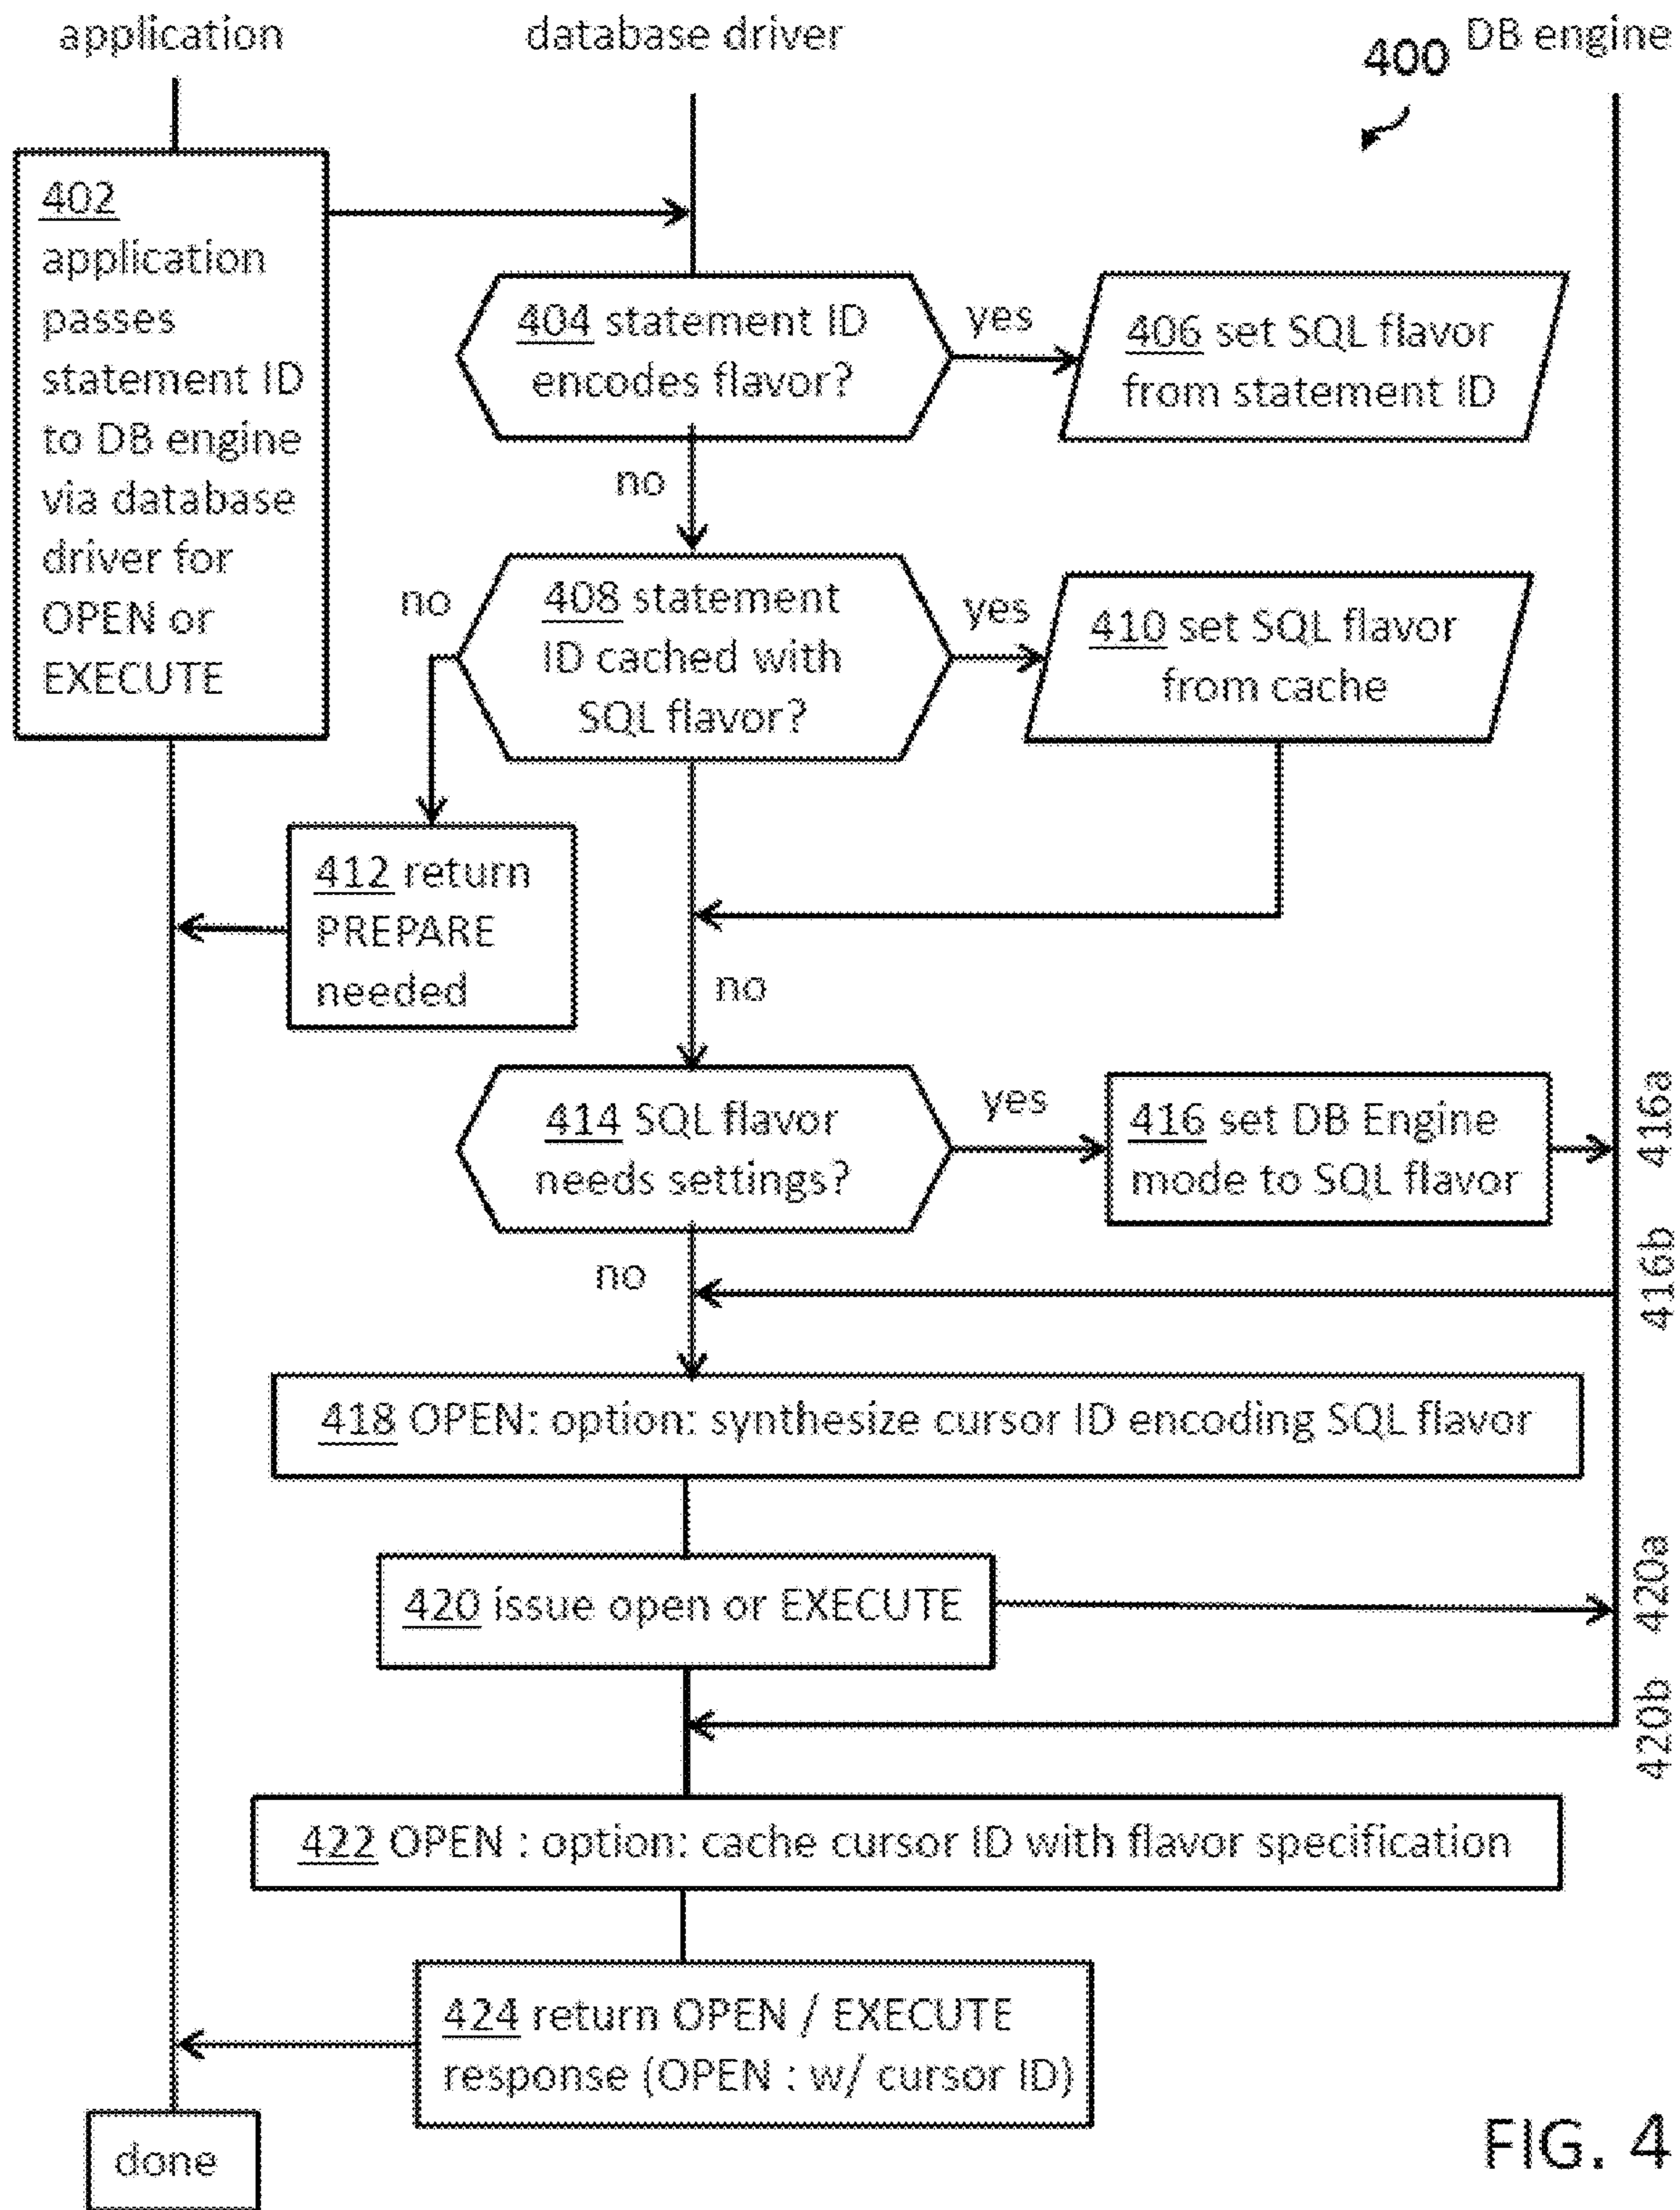 application
database driver
DB engine
400
402
application
passes
statement ID
to DB engine
via database
driver for
OPEN or
EXECUTE
404 statement ID
encodes flavor?
yes
406 set SQL flavor
from statement ID
no
408 statement
ID cached with
SQL flavor?
no
yes
410 set SQL flavor
from cache
412 return
PREPARE
needed
no
414 SQL flavor
needs settings?
yes
416 set DB Engine
mode to SQL flavor
416a
416b
no
418 OPEN: option: synthesize cursor ID encoding SQL flavor
420 issue open or EXECUTE
420a
420b
422 OPEN : option: cache cursor ID with flavor specification
424 return OPEN / EXECUTE
response (OPEN : w/ cursor ID)
done
FIG. 4